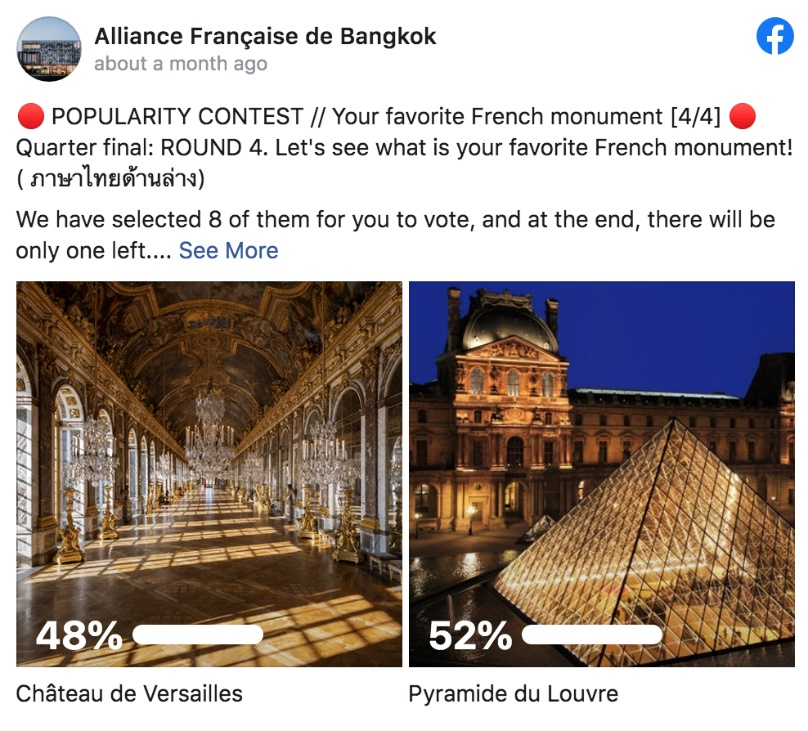 Alliance Française de Bangkok
about a month ago
🔴 POPULARITY CONTEST // Your favorite French monument [4/4] 🔴
Quarter final: ROUND 4. Let's see what is your favorite French monument!
( ภาษาไทยด้านล่าง)
We have selected 8 of them for you to vote, and at the end, there will be
only one left.... See More
48%
52%
Château de Versailles
Pyramide du Louvre